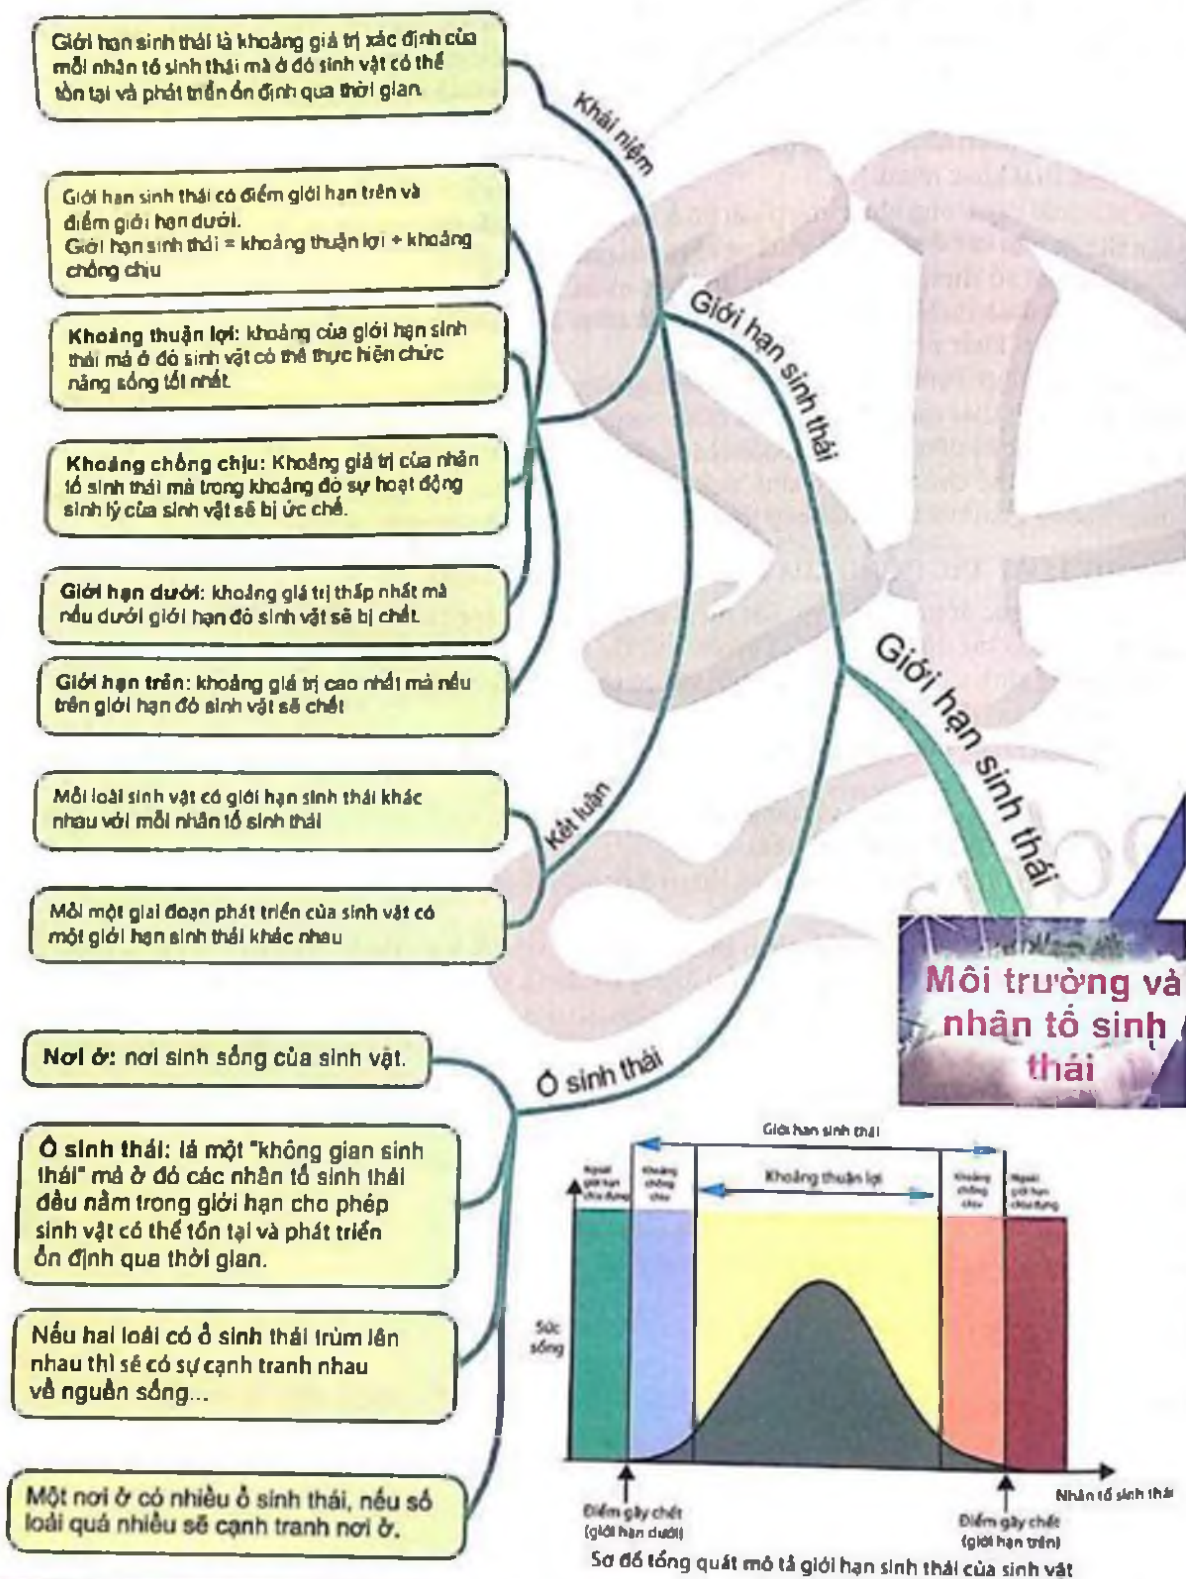 Giới hạn sinh thái là khoảng giá trị xác định của
mỗi nhân tố sinh thái mà ở đó sinh vật có thể
tồn tại và phát triển ổn định qua thời gian.
Khái niệm
Giới hạn sinh thái có điểm giới hạn trên và
điểm giới hạn dưới.
Giới hạn sinh thái = khoảng thuận lợi + khoảng
chống chịu
Khoảng thuận lợi: khoảng của giới hạn sinh
thái mà ở đó sinh vật có thể thực hiện chức
năng sống tốt nhất.
Khoảng chống chịu: Khoảng giá trị của nhân
tố sinh thái mà trong khoảng đó sự hoạt động
sinh lý của sinh vật sẽ bị ức chế.
Giới hạn dưới: khoảng giá trị thấp nhất mà
nếu dưới giới hạn đó sinh vật sẽ bị chết.
Giới hạn trên: khoảng giá trị cao nhất mà nếu
trên giới hạn đó sinh vật sẽ chết
Giới hạn sinh thái
Giới hạn sinh thái
Kết luận
Mỗi loài sinh vật có giới hạn sinh thái khác
nhau với mỗi nhân tố sinh thái
Mỗi một giai đoạn phát triển của sinh vật có
một giới hạn sinh thái khác nhau
Môi trường và
nhân tố sinh
thái
Ổ sinh thái
Nơi ở: nơi sinh sống của sinh vật.
Ổ sinh thái: là một "không gian sinh
thái" mà ở đó các nhân tố sinh thái
đều nằm trong giới hạn cho phép
sinh vật có thể tồn tại và phát triển
ổn định qua thời gian.
Nếu hai loài có ổ sinh thái trùm lên
nhau thì sẽ có sự cạnh tranh nhau
về nguồn sống...
Một nơi ở có nhiều ổ sinh thái, nếu số
loài quá nhiều sẽ cạnh tranh nơi ở.
Giới hạn sinh thái
Ngoài
giới hạn
chịu đựng
Khoảng
chống
chịu
Khoảng thuận lợi
Khoảng
chống
chịu
Ngoài
giới hạn
chịu đựng
Sức
sống
Nhân tố sinh thái
Điểm gây chết
(giới hạn dưới)
Điểm gây chết
(giới hạn trên)
Sơ đồ tổng quát mô tả giới hạn sinh thái của sinh vật